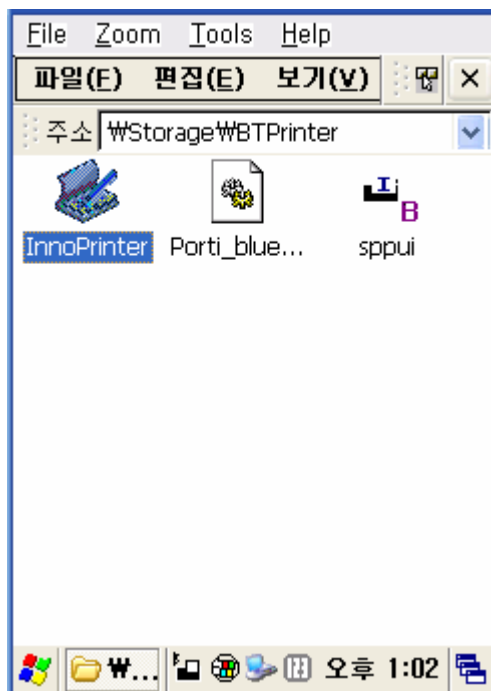 File Zoom Tools Help
파일(F) 편집(E) 보기(V)
주소 ₩Storage₩BTPrinter
InnoPrinter Porti_blue... sppui
₩... 오후 1:02